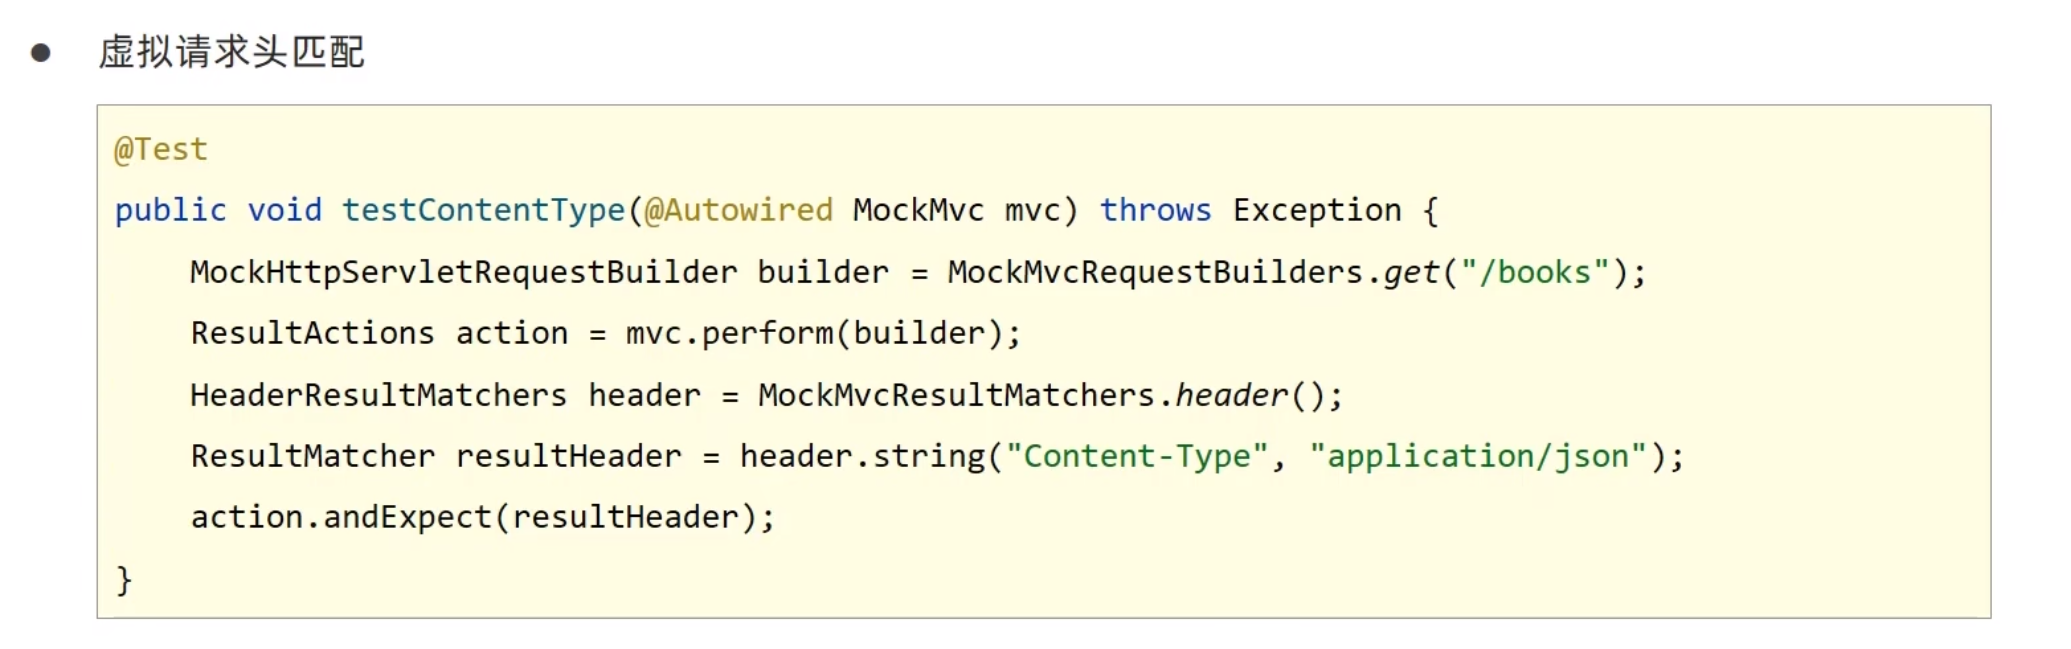 ● 虚拟请求头匹配
@Test
public void testContentType(@Autowired MockMvc mvc) throws Exception {
    MockHttpServletRequestBuilder builder = MockMvcRequestBuilders.get("/books");
    ResultActions action = mvc.perform(builder);
    HeaderResultMatchers header = MockMvcResultMatchers.header();
    ResultMatcher resultHeader = header.string("Content-Type", "application/json");
    action.andExpect(resultHeader);
}